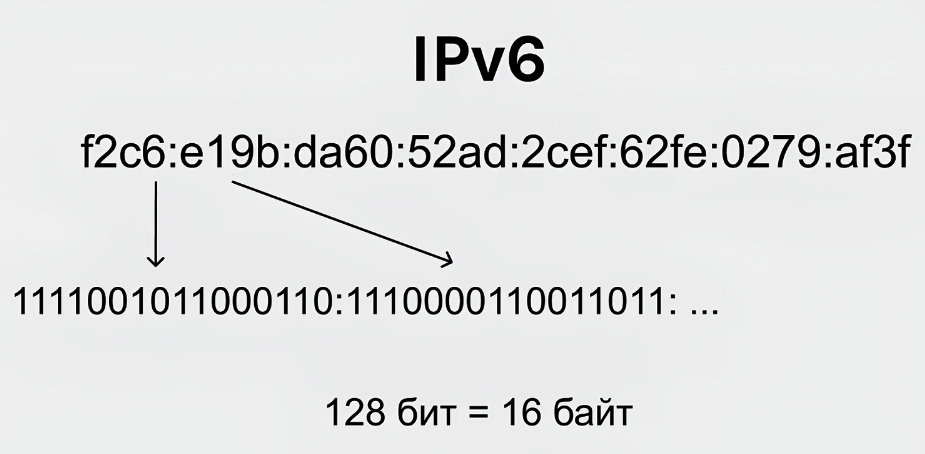 IPv6
f2c6:e19b:da60:52ad:2cef:62fe:0279:af3f
1111001011000110:1110000110011011: ...
128 бит = 16 байт